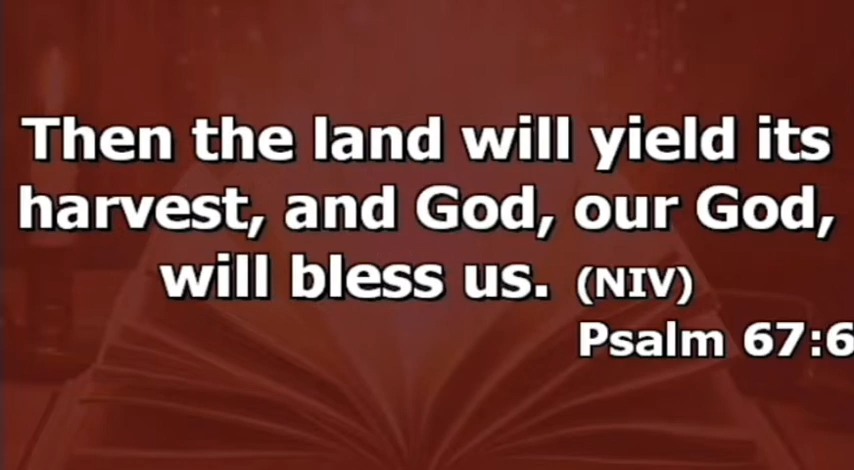 Then the land will yield its
harvest, and God, our God,
will bless us. (NIV)
Psalm 67:6